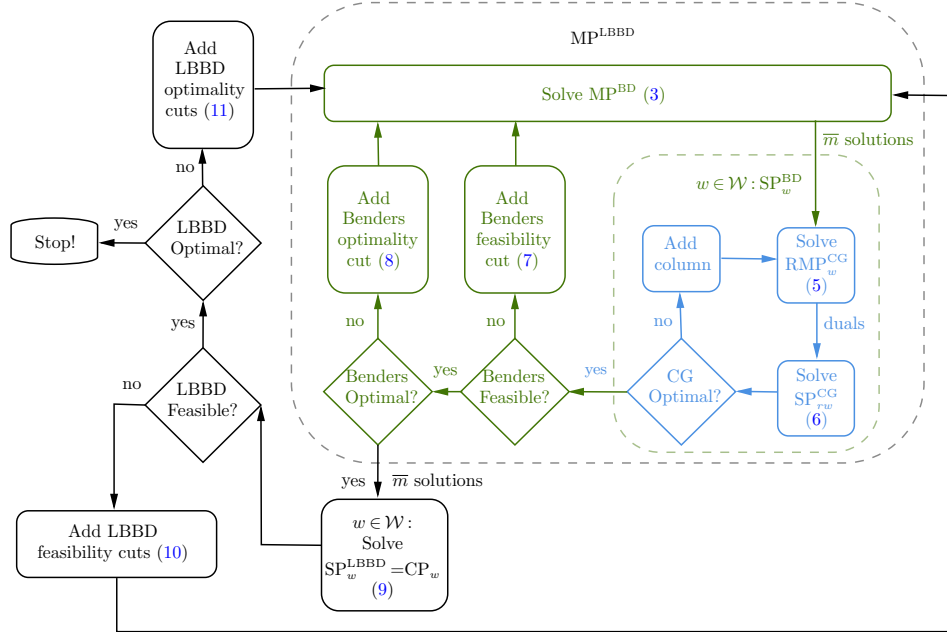 MP^LBBD
Add
LBBD
optimality
cuts (11)
Solve MP^BD (3)
m̅ solutions
no
Add
Benders
optimality
cut (8)
Add
Benders
feasibility
cut (7)
w ∈ 𝒲 : SP_w^BD
yes
Stop!
LBBD
Optimal?
Add
column
Solve
RMP_w^CG
(5)
yes
no
no
no
duals
no
LBBD
Feasible?
Benders
Optimal?
yes
Benders
Feasible?
yes
CG
Optimal?
Solve
SP_rw^CG
(6)
yes
m̅ solutions
Add LBBD
feasibility cuts (10)
w ∈ 𝒲 :
Solve
SP_w^LBBD=CP_w
(9)